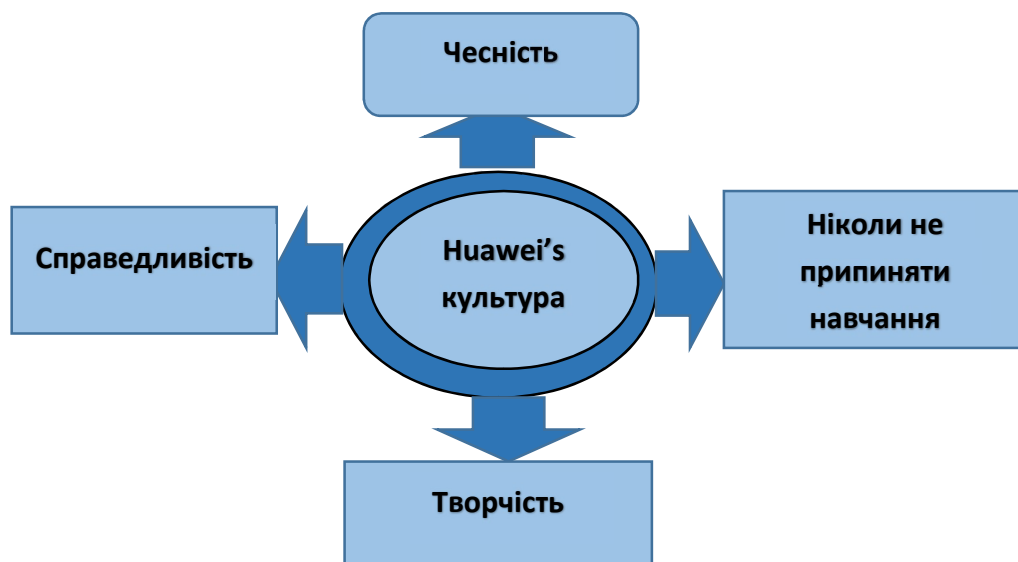 Чесність
Справедливість
Huawei’s
культура
Ніколи не
припиняти
навчання
Творчість